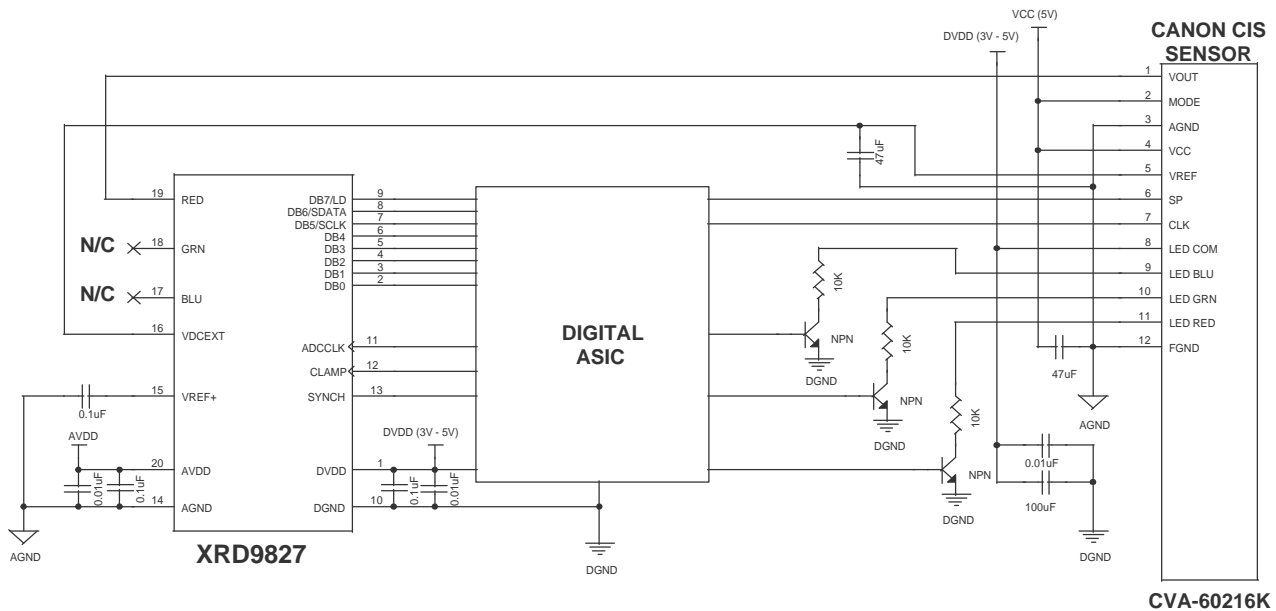 VCC (5V)
DVDD (3V - 5V)
CANON CIS
SENSOR
1 VOUT
2 MODE
3 AGND
4 VCC
5 VREF
6 SP
7 CLK
8 LED COM
9 LED BLU
10 LED GRN
11 LED RED
12 FGND
CVA-60216K
47uF
19 RED
N/C 18 GRN
N/C 17 BLU
16 VDCEXT
15 VREF+
0.1uF
AVDD
20 AVDD
0.01uF
0.1uF
14 AGND
AGND
DB7/LD 9
DB6/SDATA 8
DB5/SCLK 7
DB4 6
DB3 5
DB2 4
DB1 3
DB0 2
ADCCLK 11
CLAMP 12
SYNCH 13
DVDD (3V - 5V)
DVDD 1
0.1uF
0.01uF
DGND 10
XRD9827
DIGITAL
ASIC
DGND
10K
NPN
DGND
10K
NPN
DGND
10K
NPN
DGND
47uF
AGND
0.01uF
100uF
DGND